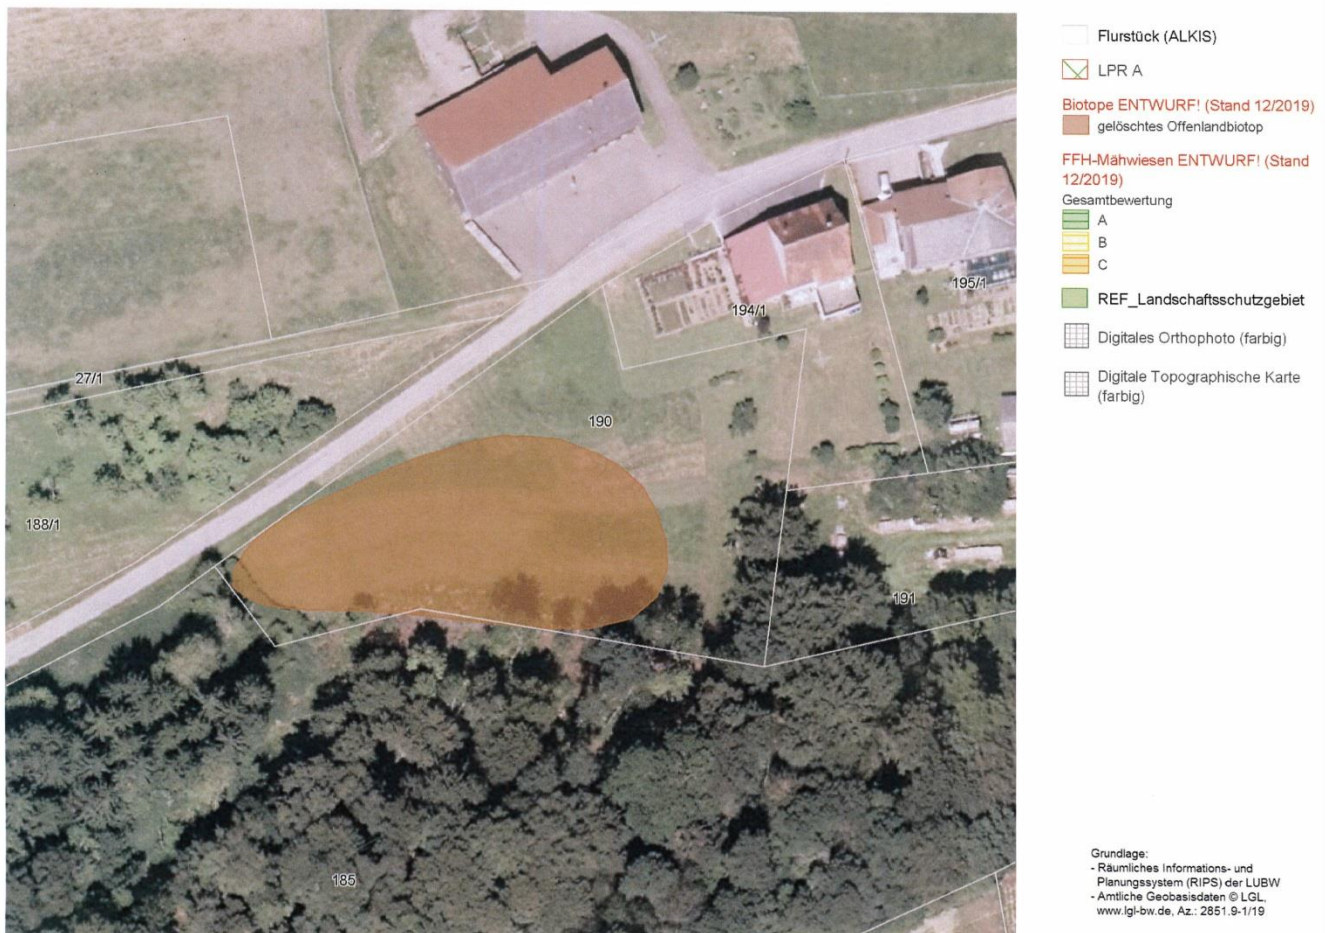 Flurstück (ALKIS)
LPR A
Biotope ENTWURF! (Stand 12/2019)
gelöschtes Offenlandbiotop
FFH-Mähwiesen ENTWURF! (Stand
12/2019)
Gesamtbewertung
A
B
C
REF_Landschaftsschutzgebiet
Digitales Orthophoto (farbig)
Digitale Topographische Karte
(farbig)
195/1
194/1
27/1
190
188/1
191
185
Grundlage:
- Räumliches Informations- und
Planungssystem (RIPS) der LUBW
- Amtliche Geobasisdaten © LGL,
www.lgl-bw.de, Az.: 2851.9-1/19